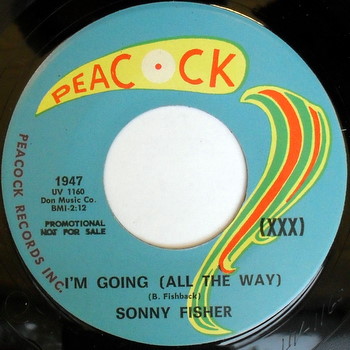 PEACOCK
PEACOCK RECORDS INC.
1947
UV 1160
Don Music Co.
BMI-2:12
PROMOTIONAL
NOT FOR SALE
(XXX)
I'M GOING (ALL THE WAY)
(B. Fishback)
SONNY FISHER